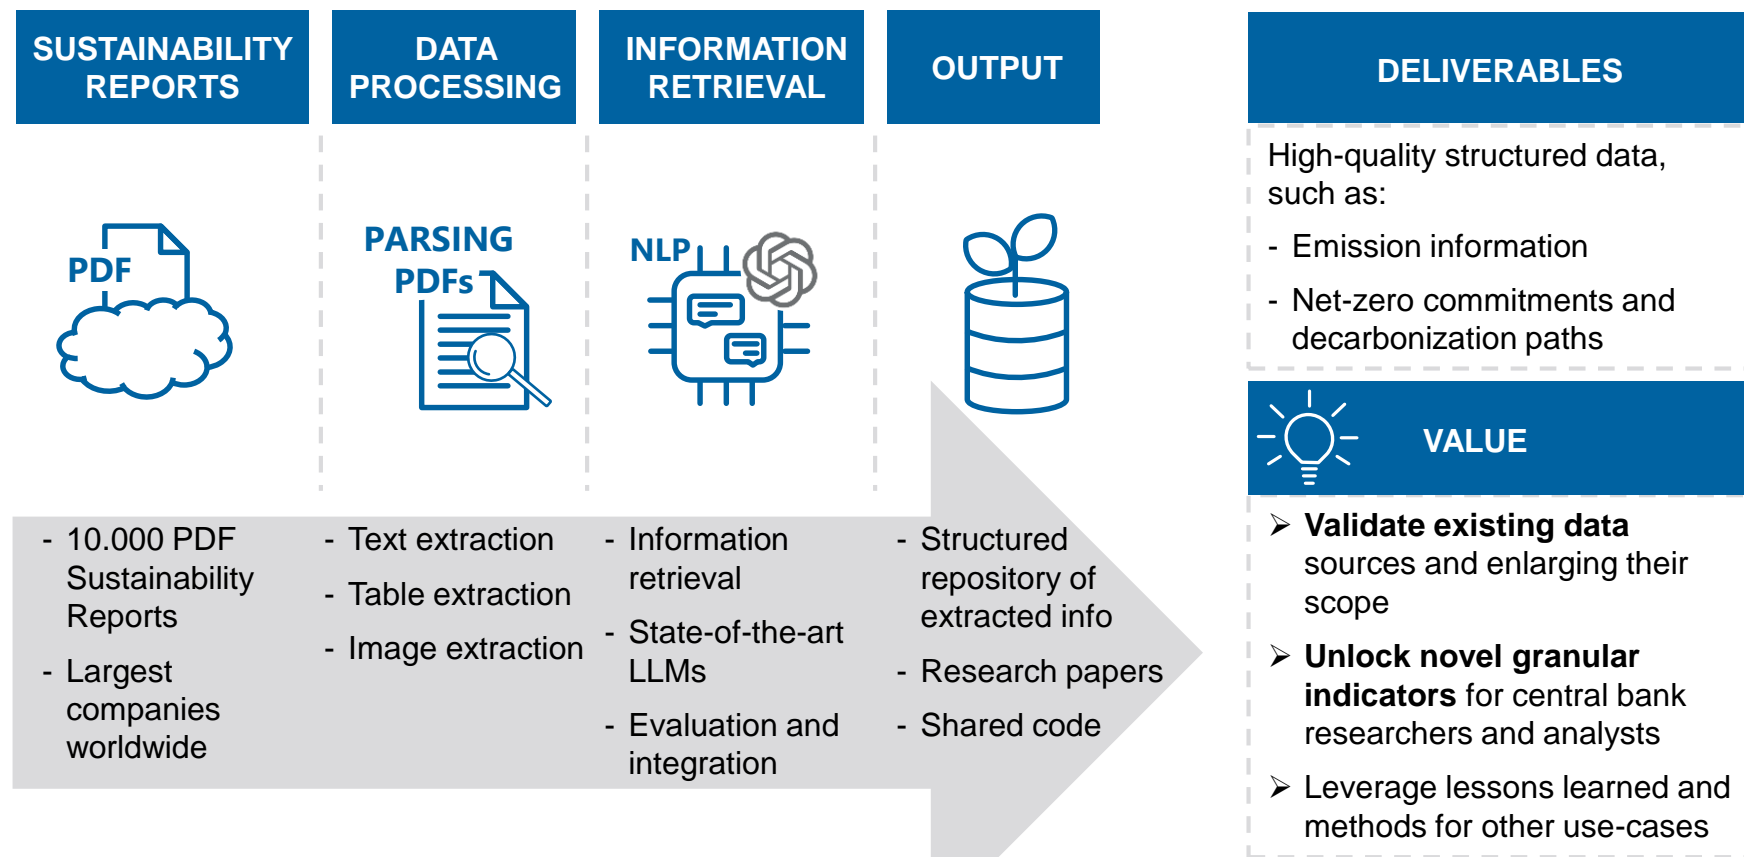 SUSTAINABILITY
REPORTS
DATA
PROCESSING
INFORMATION
RETRIEVAL
OUTPUT
PDF
PARSING
PDFs
NLP
- 10.000 PDF
Sustainability
Reports
- Largest
companies
worldwide
- Text extraction
- Table extraction
- Image extraction
- Information
retrieval
- State-of-the-art
LLMs
- Evaluation and
integration
- Structured
repository of
extracted info
- Research papers
- Shared code
DELIVERABLES
High-quality structured data,
such as:
- Emission information
- Net-zero commitments and
decarbonization paths
VALUE
➢ Validate existing data
sources and enlarging their
scope
➢ Unlock novel granular
indicators for central bank
researchers and analysts
➢ Leverage lessons learned and
methods for other use-cases